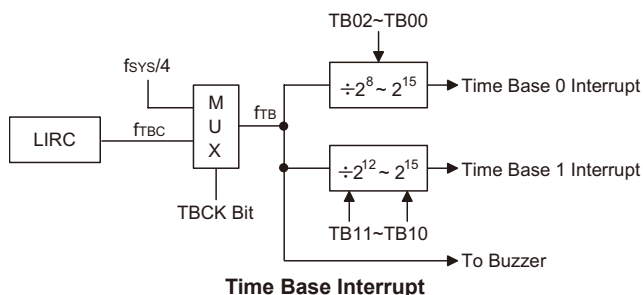 TB02~TB00
fSYS/4
M
U
X
fTB
÷2^8 ~ 2^15
Time Base 0 Interrupt
LIRC
fTBC
÷2^12 ~ 2^15
Time Base 1 Interrupt
TBCK Bit
TB11~TB10
To Buzzer
Time Base Interrupt